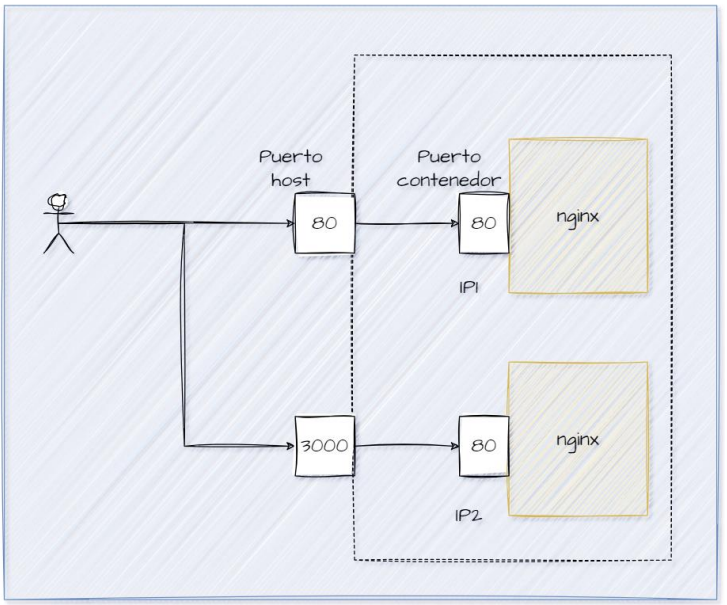 Puerto
host
Puerto
contenedor
80
80
nginx
IP1
3000
80
nginx
IP2